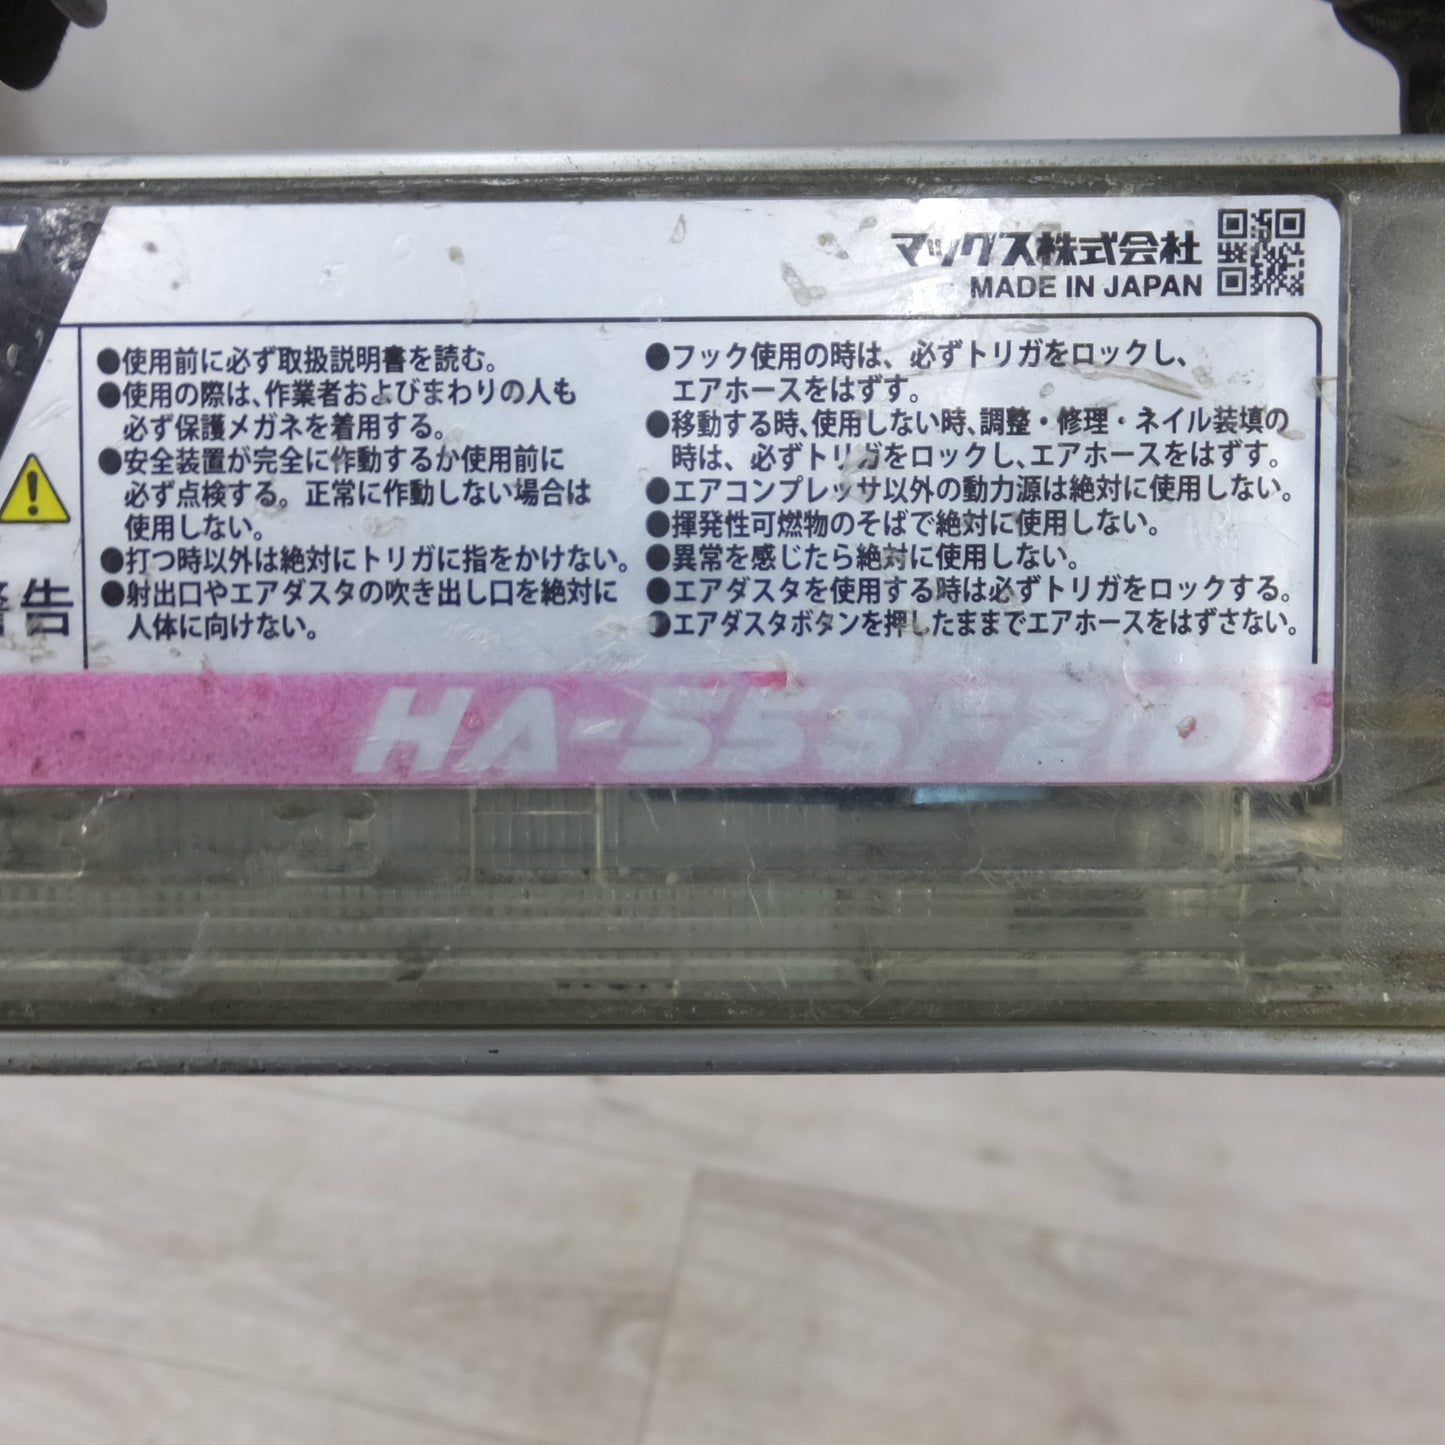 マックス株式会社
MADE IN JAPAN
●使用前に必ず取扱説明書を読む。
●使用の際は、作業者およびまわりの人も
必ず保護メガネを着用する。
●安全装置が完全に作動するか使用前に
必ず点検する。正常に作動しない場合は
使用しない。
●打つ時以外は絶対にトリガに指をかけない。
●射出口やエアダスタの吹き出し口を絶対に
人体に向けない。
●フック使用の時は、必ずトリガをロックし、
エアホースをはずす。
●移動する時、使用しない時、調整・修理・ネイル装填の
時は、必ずトリガをロックし、エアホースをはずす。
●エアコンプレッサ以外の動力源は絶対に使用しない。
●揮発性可燃物のそばで絶対に使用しない。
●異常を感じたら絶対に使用しない。
●エアダスタを使用する時は必ずトリガをロックする。
●エアダスタボタンを押したままでエアホースをはずさない。
警告